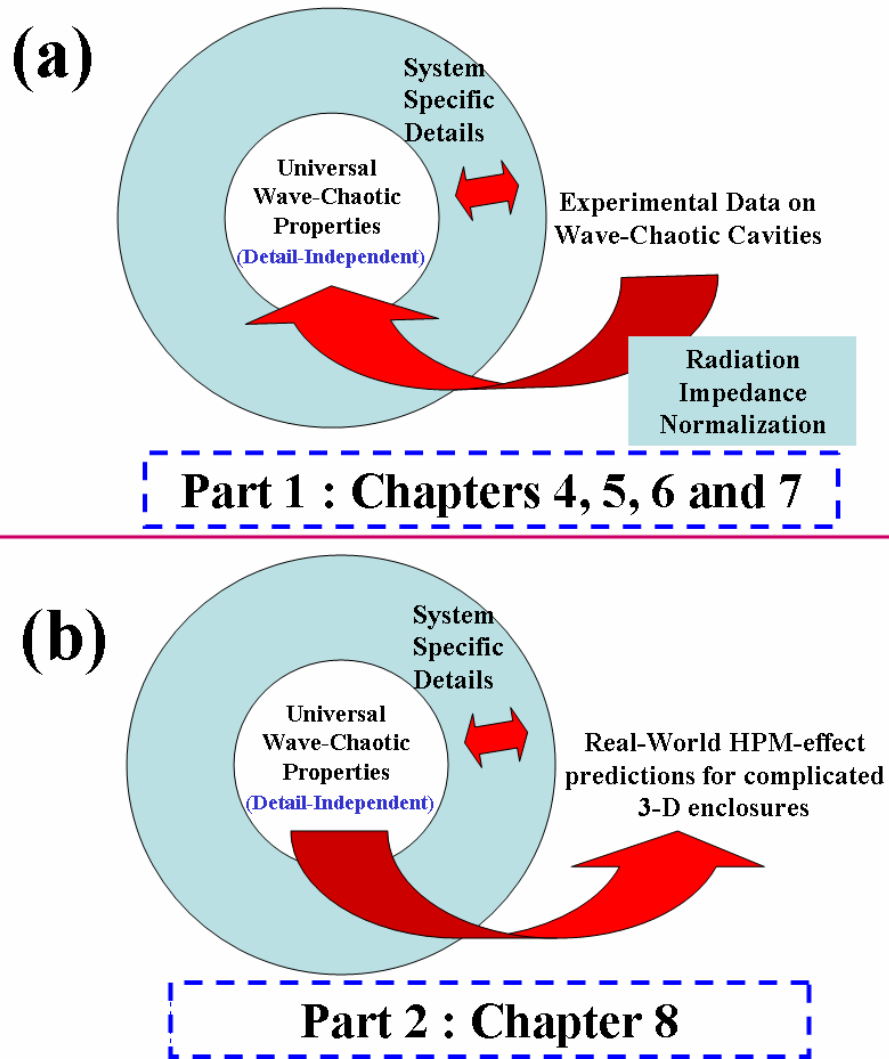 (a)
System
Specific
Details
Universal
Wave-Chaotic
Properties
(Detail-Independent)
Experimental Data on
Wave-Chaotic Cavities
Radiation
Impedance
Normalization
Part 1 : Chapters 4, 5, 6 and 7
(b)
System
Specific
Details
Universal
Wave-Chaotic
Properties
(Detail-Independent)
Real-World HPM-effect
predictions for complicated
3-D enclosures
Part 2 : Chapter 8